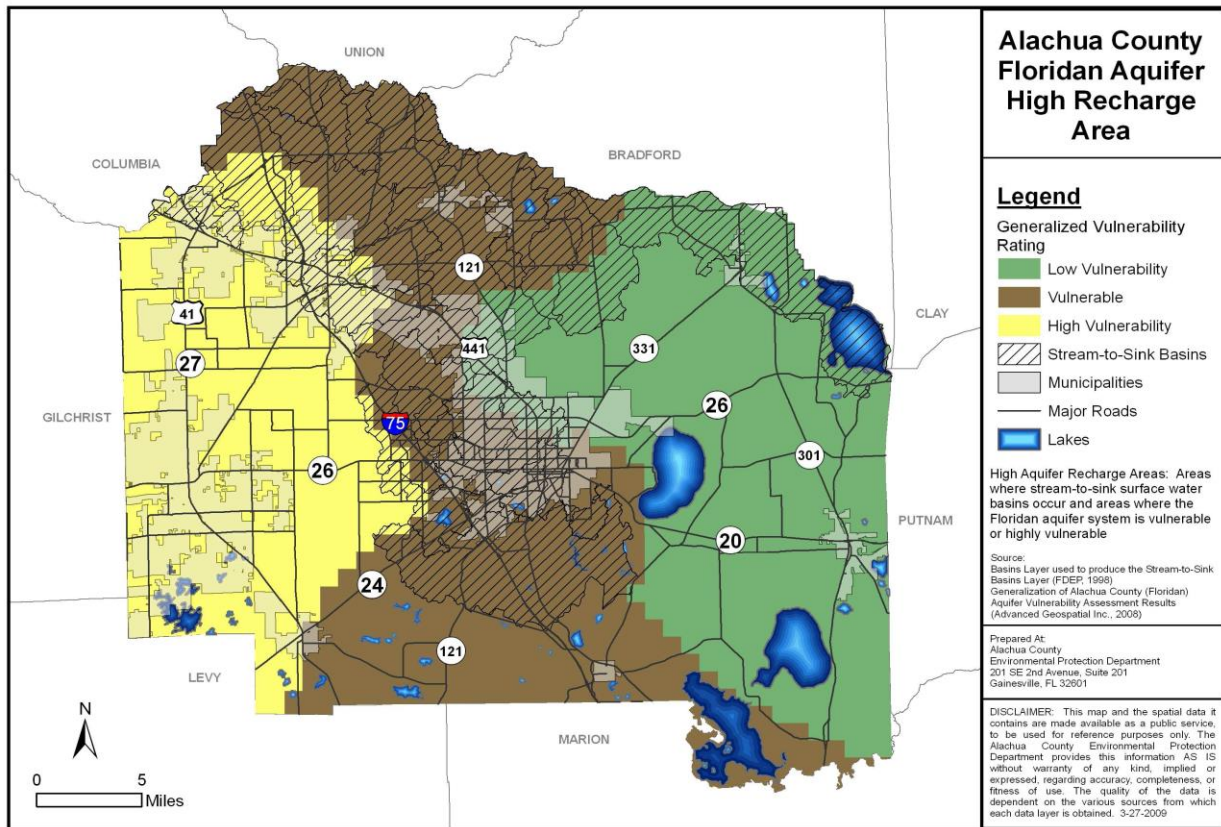 Alachua County
Floridan Aquifer
High Recharge
Area
Legend
Generalized Vulnerability
Rating
Low Vulnerability
Vulnerable
High Vulnerability
Stream-to-Sink Basins
Municipalities
Major Roads
Lakes
High Aquifer Recharge Areas: Areas
where stream-to-sink surface water
basins occur and areas where the
Floridan aquifer system is vulnerable
or highly vulnerable
Source:
Basins Layer used to produce the Stream-to-Sink
Basins Layer (FDEP, 1998)
Generalization of Alachua County (Floridan)
Aquifer Vulnerability Assessment Results
(Advanced Geospatial Inc., 2008)
Prepared At:
Alachua County
Environmental Protection Department
201 SE 2nd Avenue, Suite 201
Gainesville, FL 32601
DISCLAIMER: This map and the spatial data it
contains are made available as a public service,
to be used for reference purposes only. The
Alachua County Environmental Protection
Department provides this information AS IS
without warranty of any kind, implied or
expressed, regarding accuracy, completeness, or
fitness of use. The quality of the data is
dependent on the various sources from which
each data layer is obtained. 3-27-2009
UNION
COLUMBIA
BRADFORD
121
41
CLAY
441
331
27
26
GILCHRIST
75
301
26
PUTNAM
20
24
121
LEVY
MARION
N
0
5
Miles